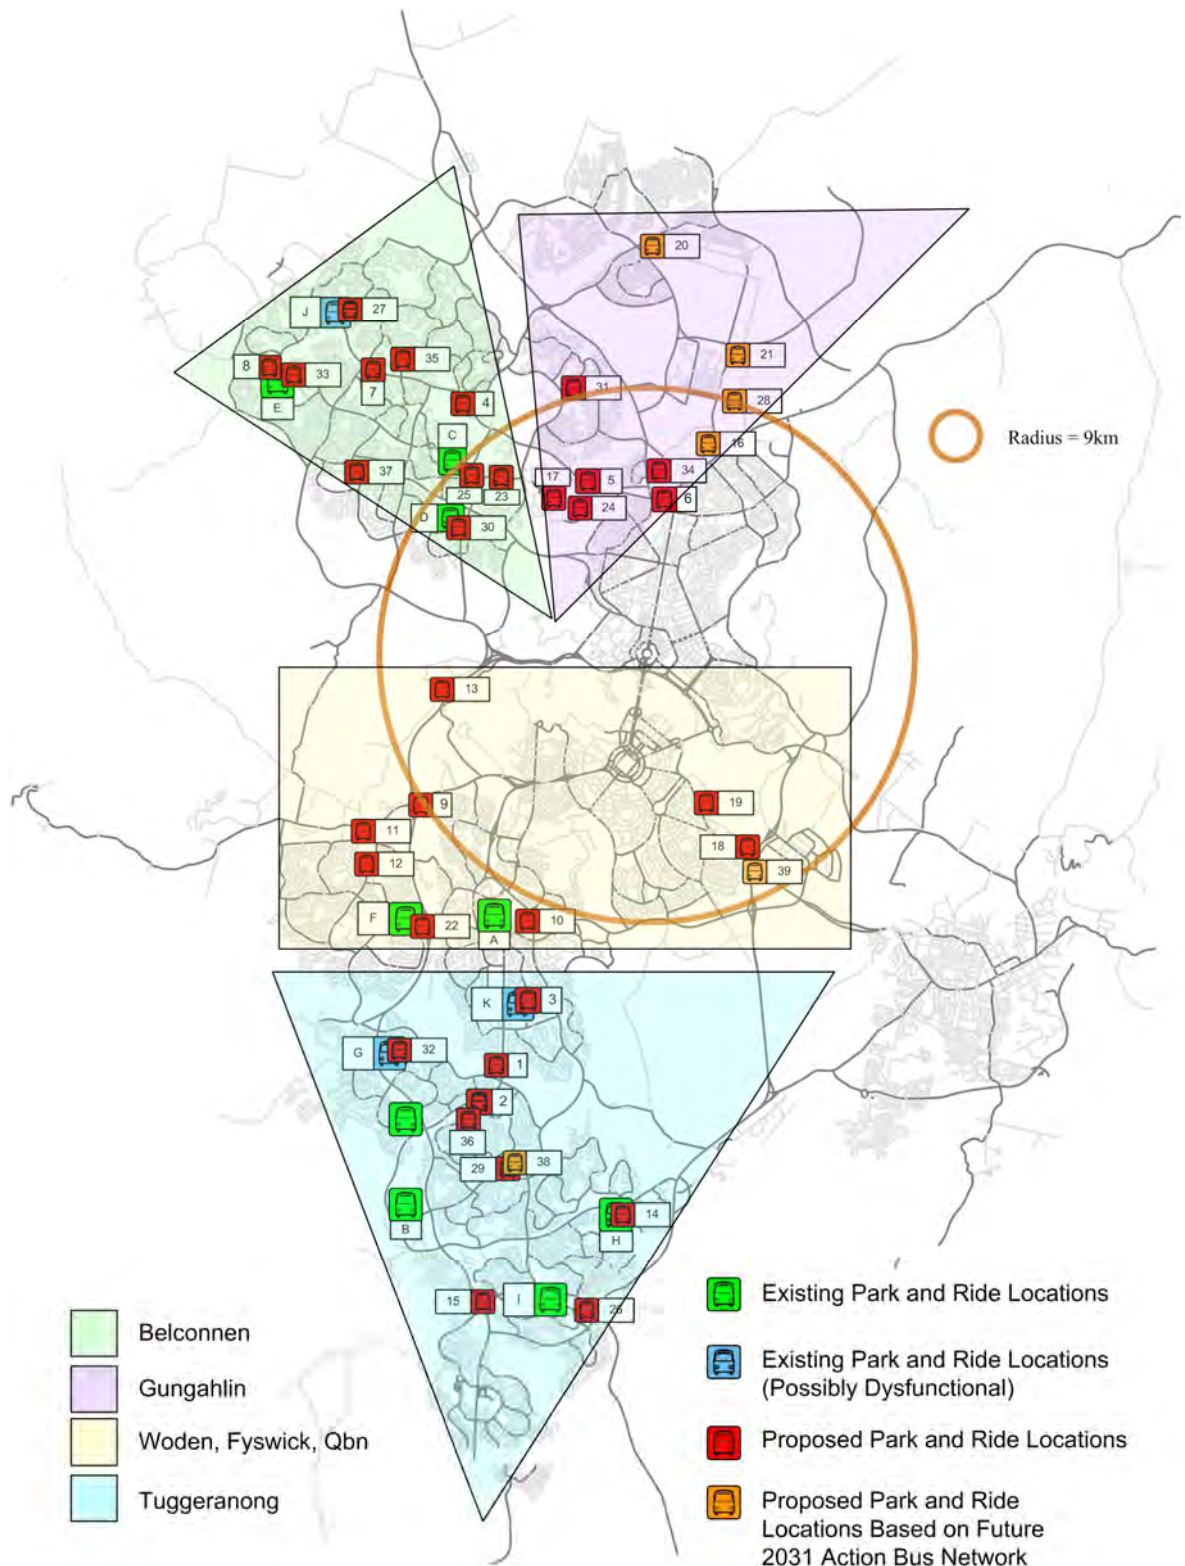 20
J
27
21
35
8
33
7
31
E
4
28
C
Radius = 9km
16
37
17
5
34
25
23
24
6
D
30
13
9
19
11
18
12
39
F
22
A
10
K
3
G
32
1
2
36
29
38
B
14
H
15
I
26
Belconnen
Gungahlin
Woden, Fyswick, Qbn
Tuggeranong
Existing Park and Ride Locations
Existing Park and Ride Locations
(Possibly Dysfunctional)
Proposed Park and Ride Locations
Proposed Park and Ride
Locations Based on Future
2031 Action Bus Network